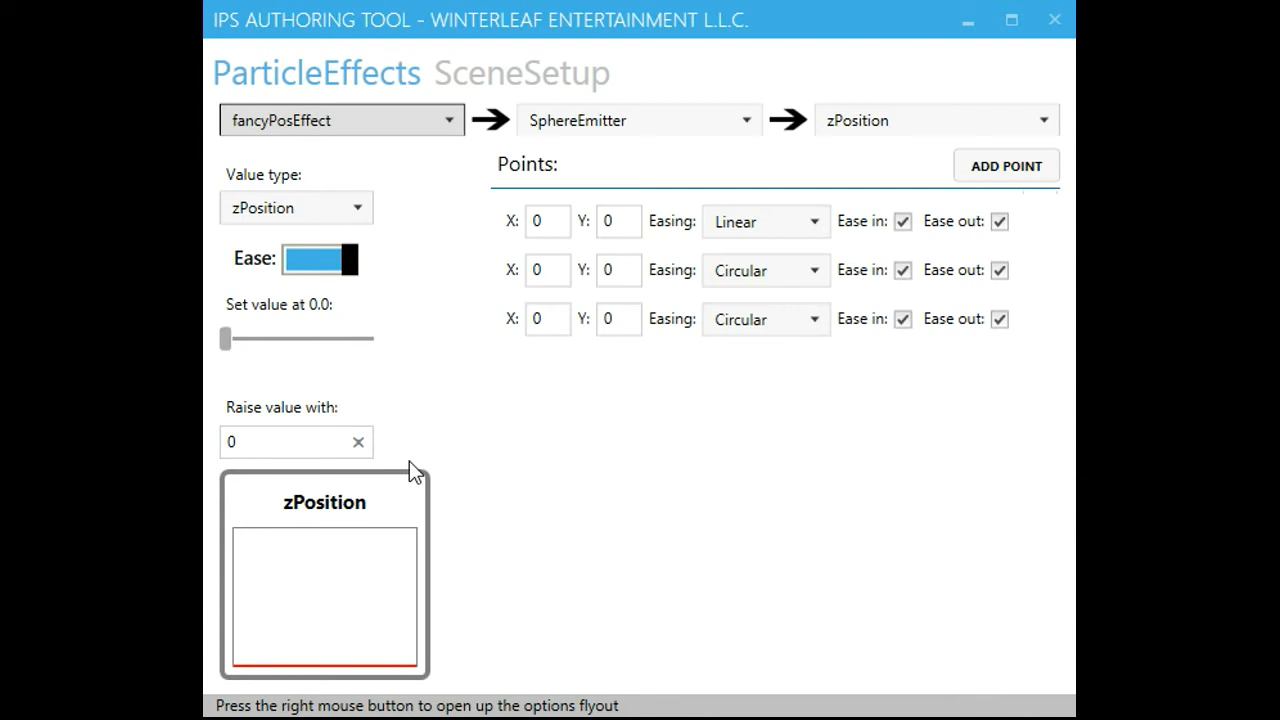 IPS AUTHORING TOOL - WINTERLEAF ENTERTAINMENT L.L.C.
ParticleEffects SceneSetup
fancyPosEffect SphereEmitter zPosition
Value type:
zPosition
Ease:
Set value at 0.0:
Raise value with:
0
zPosition
Points: ADD POINT
X: 0 Y: 0 Easing: Linear Ease in: Ease out:
X: 0 Y: 0 Easing: Circular Ease in: Ease out:
X: 0 Y: 0 Easing: Circular Ease in: Ease out:
Press the right mouse button to open up the options flyout